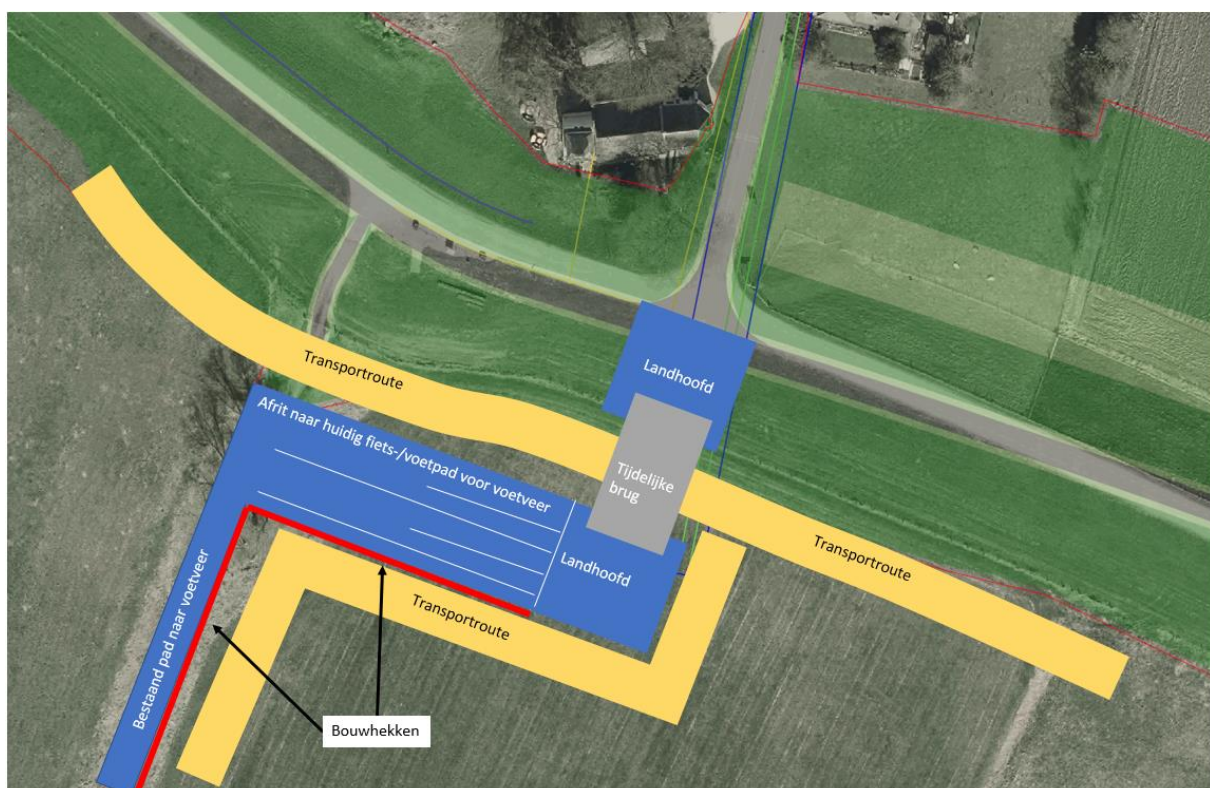 Landhoofd
Transportroute
Afrit naar huidig fiets-/voetpad voor voetveer
Tijdelijke
brug
Landhoofd
Transportroute
Transportroute
Bestaand pad naar voetveer
Bouwhekken